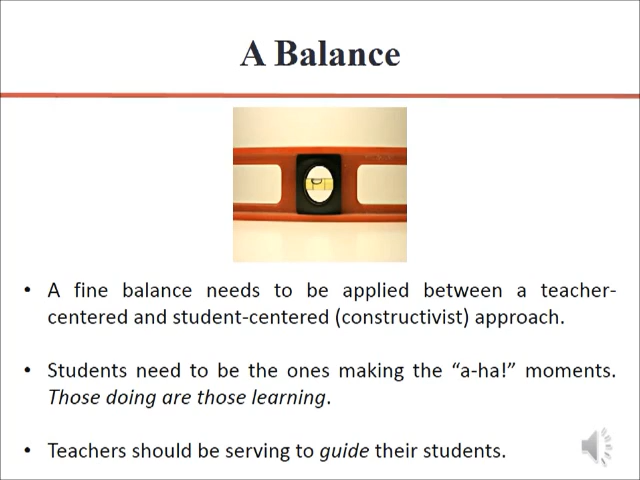 A Balance
• A fine balance needs to be applied between a teacher-
centered and student-centered (constructivist) approach.
• Students need to be the ones making the “a-ha!” moments.
Those doing are those learning.
• Teachers should be serving to guide their students.